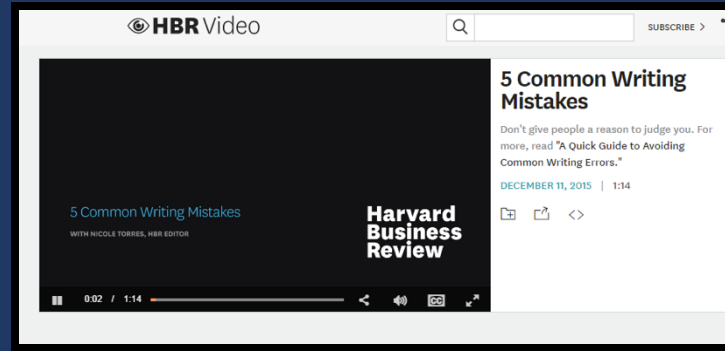 HBR Video
SUBSCRIBE >
5 Common Writing Mistakes
WITH NICOLE TORRES, HBR EDITOR
Harvard
Business
Review
0:02 / 1:14
CC
5 Common Writing
Mistakes
Don't give people a reason to judge you. For
more, read "A Quick Guide to Avoiding
Common Writing Errors."
DECEMBER 11, 2015 | 1:14